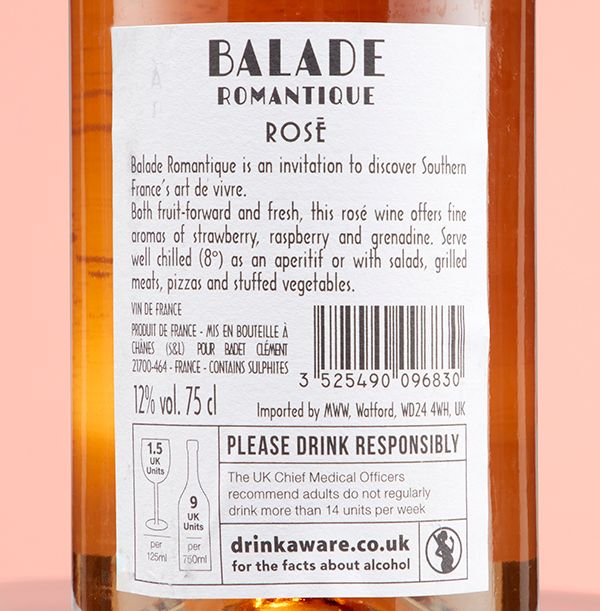 BALADE
ROMANTIQUE
ROSĒ
Balade Romantique is an invitation to discover Southern
France's art de vivre.
Both fruit-forward and fresh, this rosé wine offers fine
aromas of strawberry, raspberry and grenadine. Serve
well chilled (8°) as an aperitif or with salads, grilled
meats, pizzas and stuffed vegetables.
VIN DE FRANCE
PRODUIT DE FRANCE - MIS EN BOUTEILLE À
CHÂNES (S&L) POUR BADET CLÉMENT
21700-464 - FRANCE - CONTAINS SULPHITES
3 525490 096830
12% vol. 75 cl
Imported by MWW, Watford, WD24 4WH, UK
1.5
UK
Units
per
125ml
9
UK
Units
per
750ml
PLEASE DRINK RESPONSIBLY
The UK Chief Medical Officers
recommend adults do not regularly
drink more than 14 units per week
drinkaware.co.uk
for the facts about alcohol